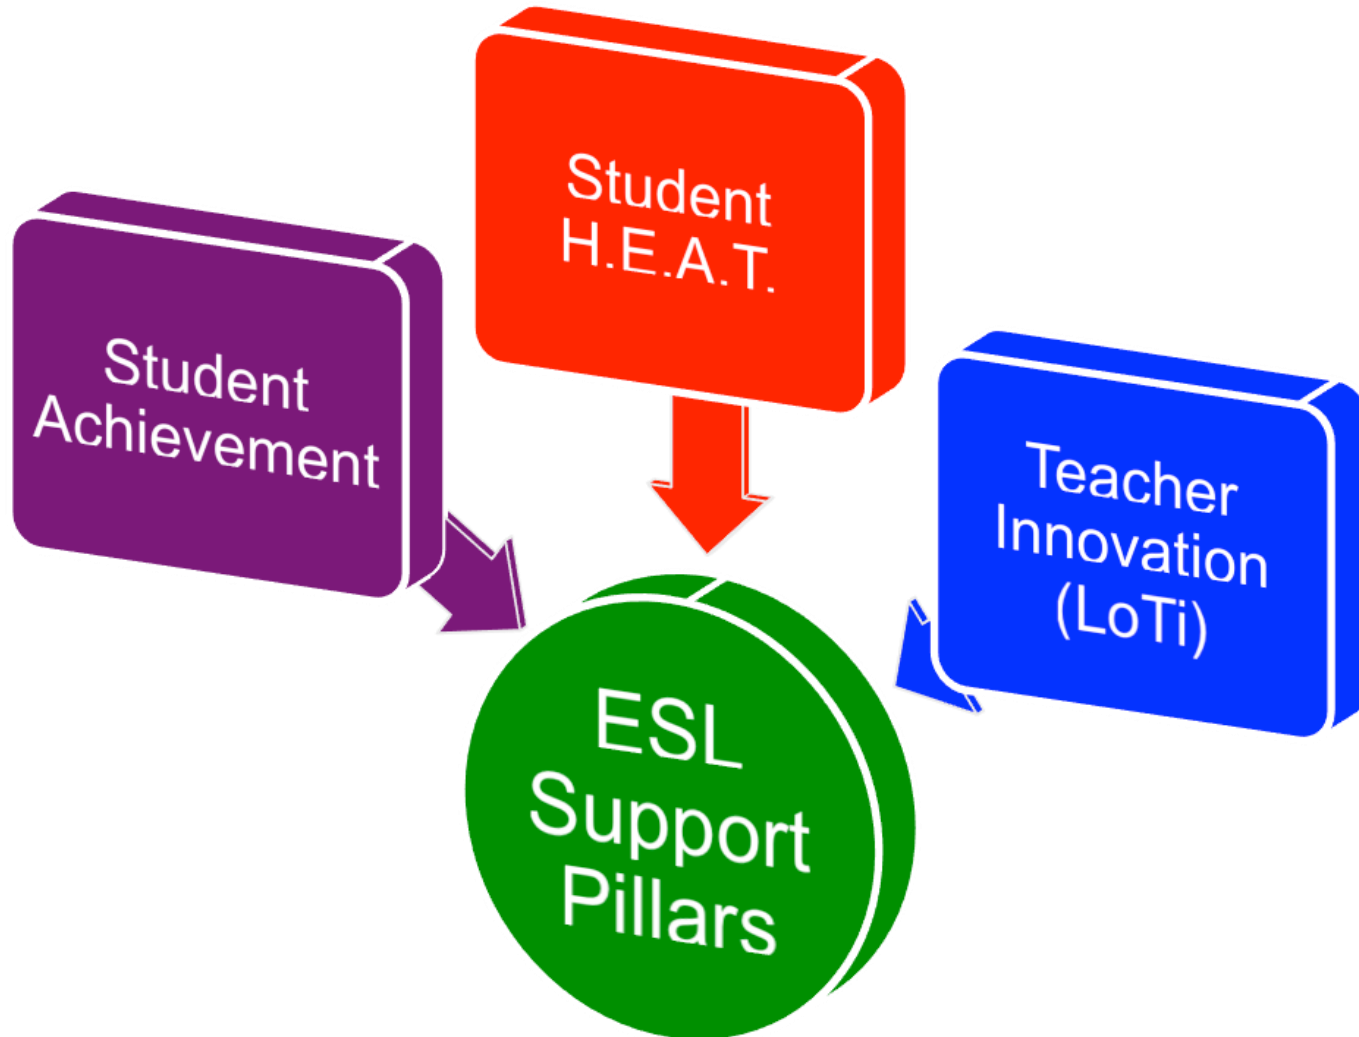 Student
H.E.A.T.
Student
Achievement
Teacher
Innovation
(LoTi)
ESL
Support
Pillars